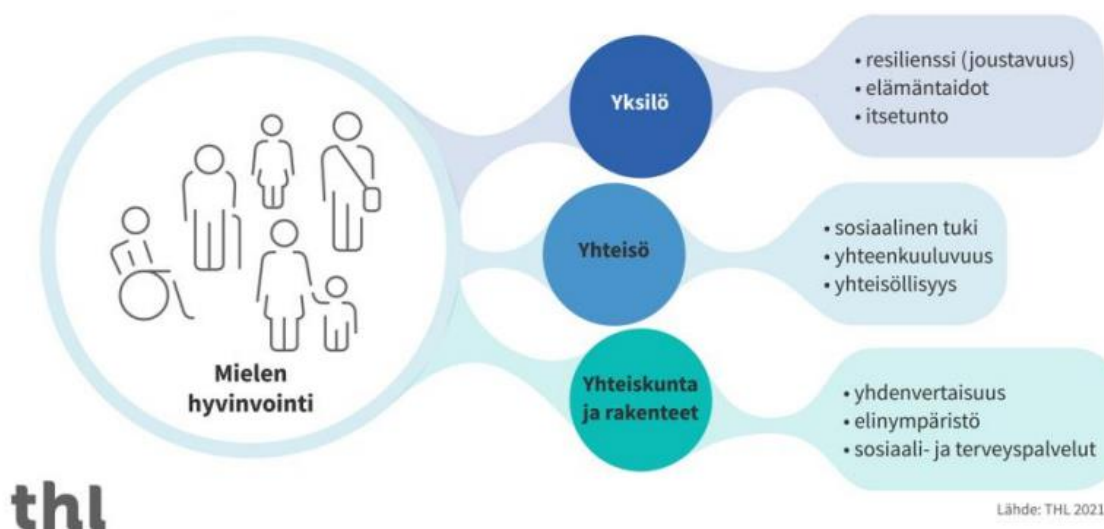 Mielen
hyvinvointi
Yksilö
• resilienssi (joustavuus)
• elämäntaidot
• itsetunto
Yhteisö
• sosiaalinen tuki
• yhteenkuuluvuus
• yhteisöllisyys
Yhteiskunta
ja rakenteet
• yhdenvertaisuus
• elinympäristö
• sosiaali- ja terveyspalvelut
thl
Lähde: THL 2021